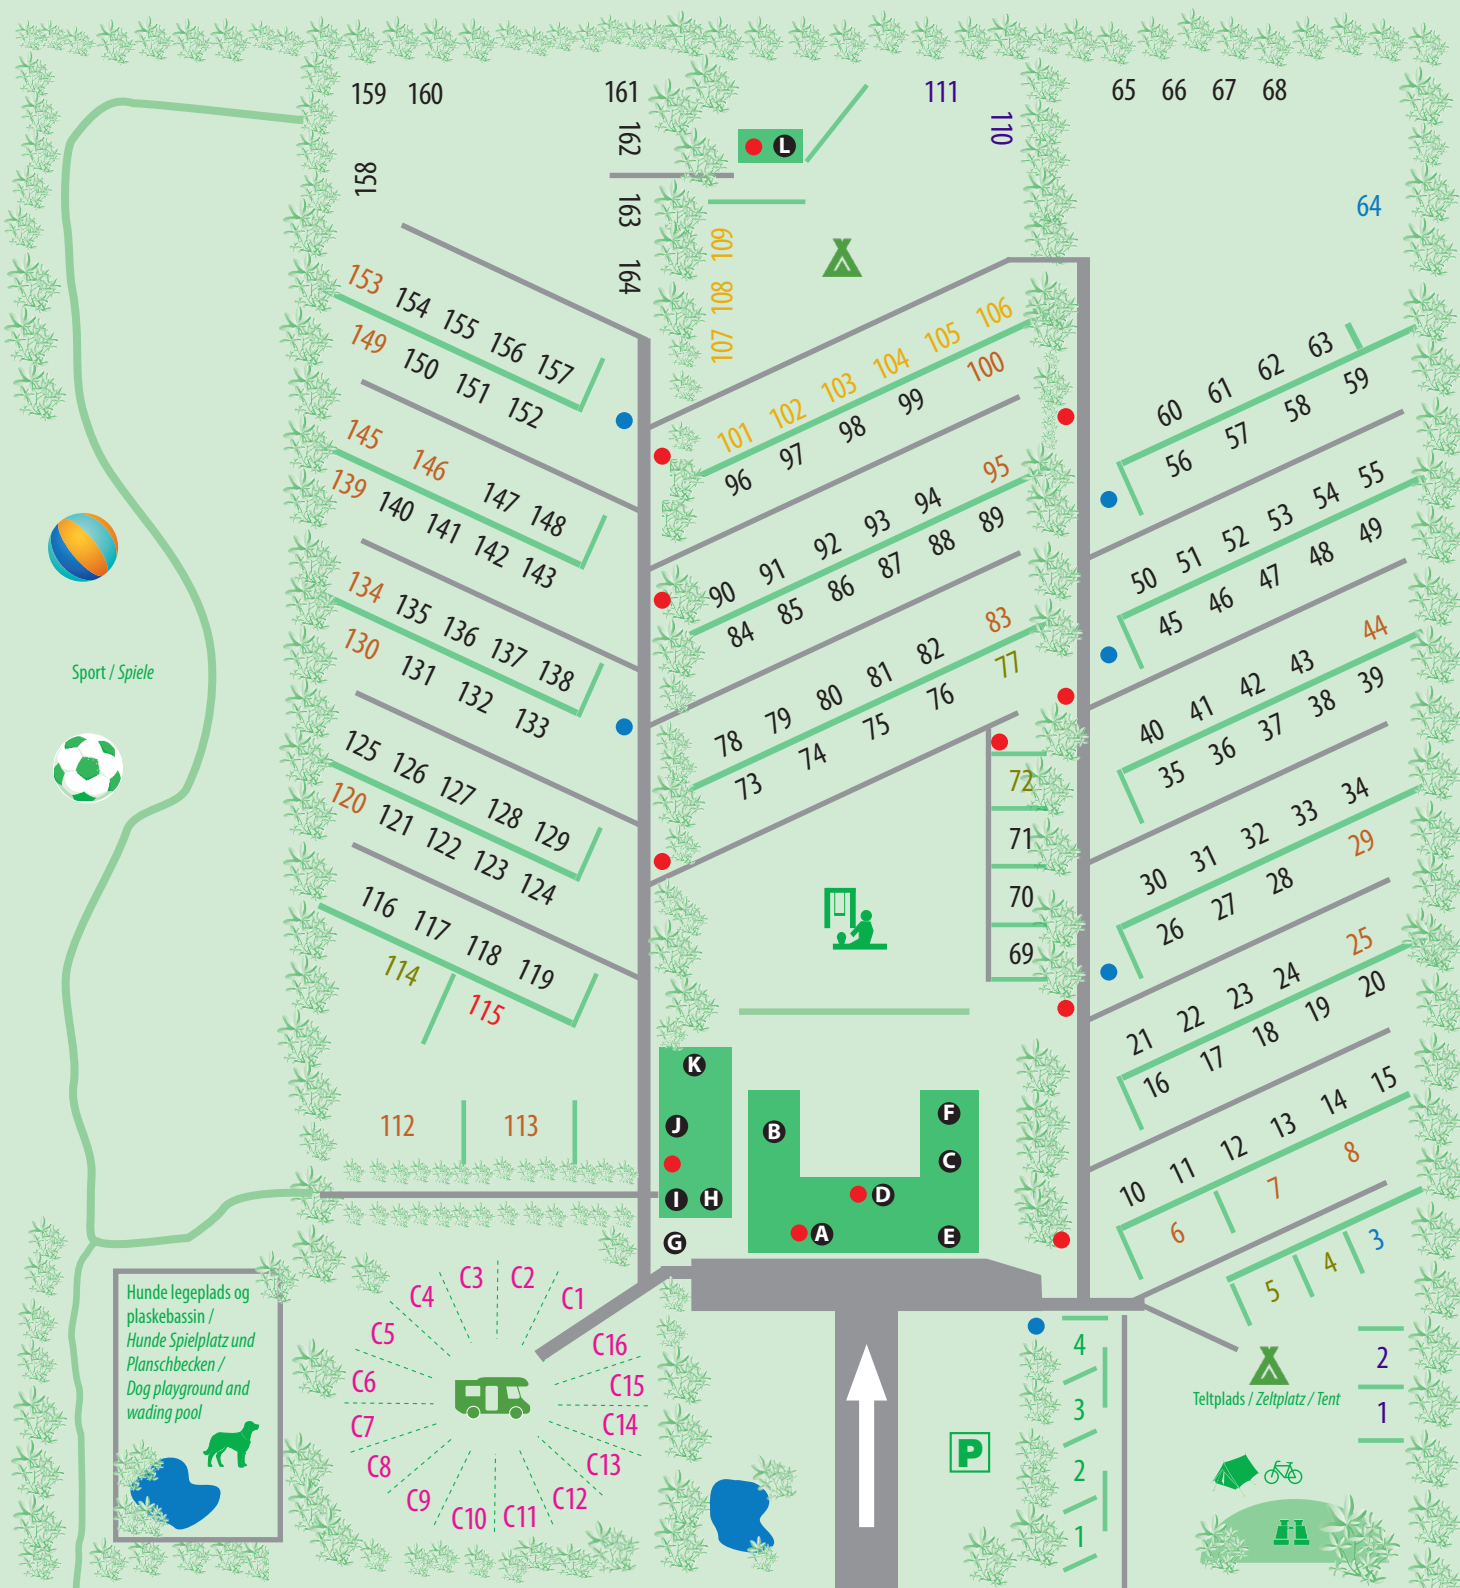 159 160 161 111 65 66 67 68
162 L 110
158 163 64
164 109
108
107
153 154 155 156 157
149 150 151 152
145 146 147 148
139 140 141 142 143
134 135 136 137 138
130 131 132 133
125 126 127 128 129
120 121 122 123 124
116 117 118 119
114 115
112 113
101 102 103 104 105 106
96 97 98 99 100
90 91 92 93 94 95
84 85 86 87 88 89
78 79 80 81 82 83
73 74 75 76 77
72
71
70
69
60 61 62 63
56 57 58 59
50 51 52 53 54 55
45 46 47 48 49
40 41 42 43 44
35 36 37 38 39
30 31 32 33 34
26 27 28 29
21 22 23 24 25
16 17 18 19 20
10 11 12 13 14 15
6 7 8
5 4 3
Sport / Spiele
K
J
I H
G
B F
C
D
A E
Hunde legeplads og
plaskebassin /
Hunde Spielplatz und
Planschbecken /
Dog playground and
wading pool
C3 C2
C4 C1
C5 C16
C6 C15
C7 C14
C8 C13
C9 C12
C10 C11
P
4
3
2
1
Teltplads / Zeltplatz / Tent
2
1